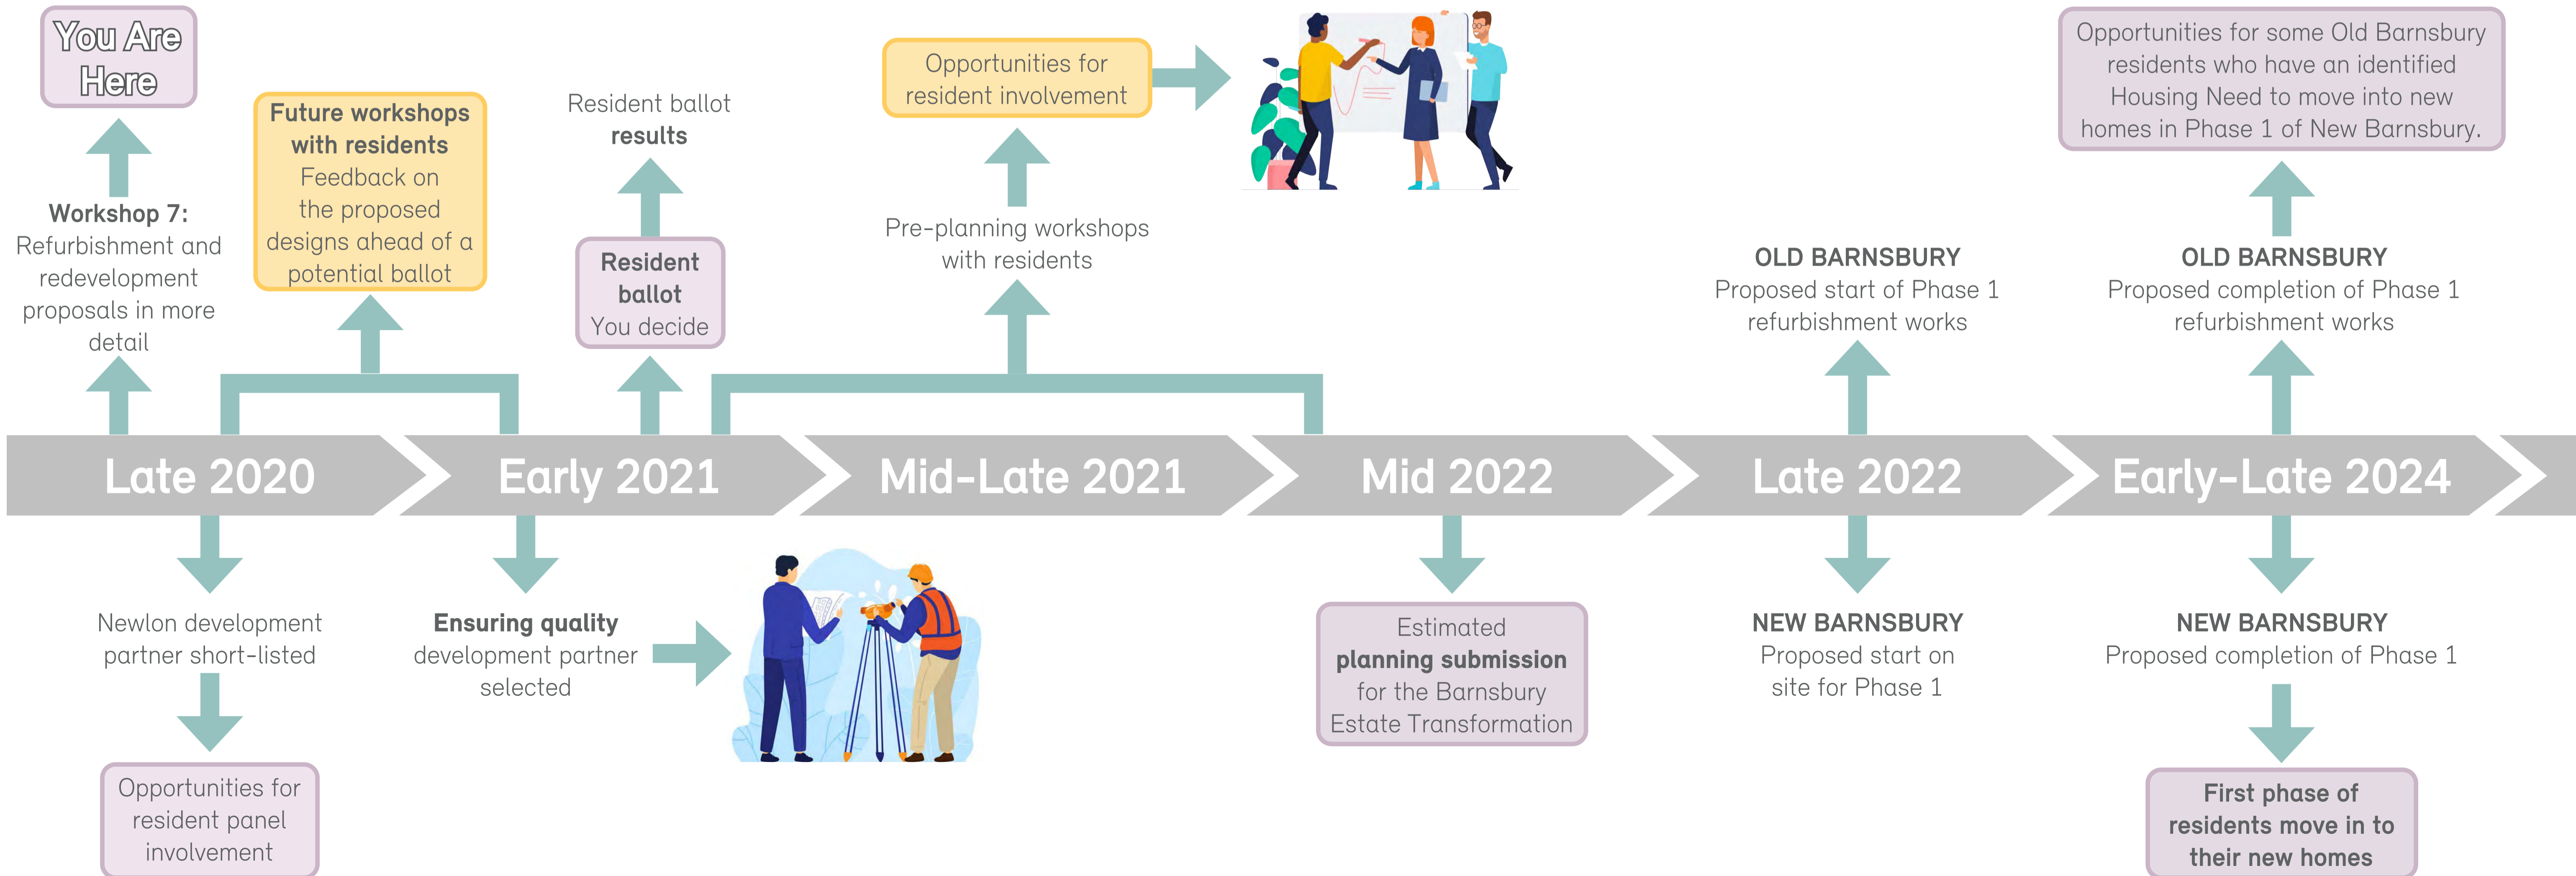 You Are
Here
Workshop 7:
Refurbishment and
redevelopment
proposals in more
detail
Future workshops
with residents
Feedback on
the proposed
designs ahead of a
potential ballot
Resident ballot
results
Resident
ballot
You decide
Opportunities for
resident involvement
Pre-planning workshops
with residents
OLD BARNSBURY
Proposed start of Phase 1
refurbishment works
Opportunities for some Old Barnsbury
residents who have an identified
Housing Need to move into new
homes in Phase 1 of New Barnsbury.
OLD BARNSBURY
Proposed completion of Phase 1
refurbishment works
Late 2020
Early 2021
Mid-Late 2021
Mid 2022
Late 2022
Early-Late 2024
Newlon development
partner short-listed
Opportunities for
resident panel
involvement
Ensuring quality
development partner
selected
Estimated
planning submission
for the Barnsbury
Estate Transformation
NEW BARNSBURY
Proposed start on
site for Phase 1
NEW BARNSBURY
Proposed completion of Phase 1
First phase of
residents move in to
their new homes